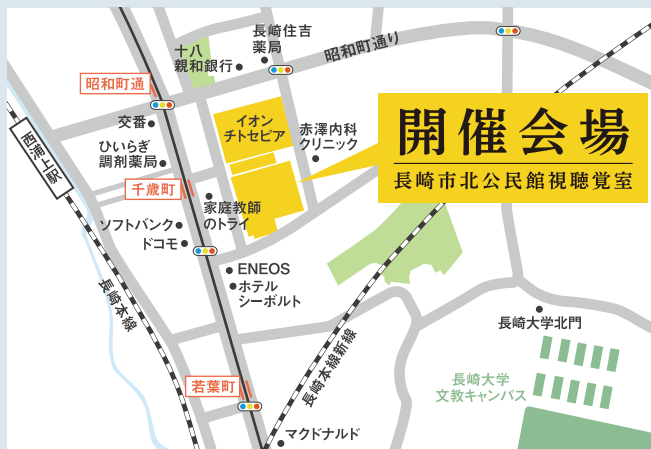 長崎住吉
薬局
十八
親和銀行
昭和町通り
昭和町通
交番
イオン
チトセピア
赤澤内科
クリニック
開催会場
長崎市北公民館視聴覚室
ひいらぎ
調剤薬局
西浦上駅
千歳町
家庭教師
のトライ
ソフトバンク
ドコモ
ENEOS
ホテル
シーボルト
長崎本線
長崎本線新線
長崎大学北門
若葉町
長崎大学
文教キャンパス
マクドナルド